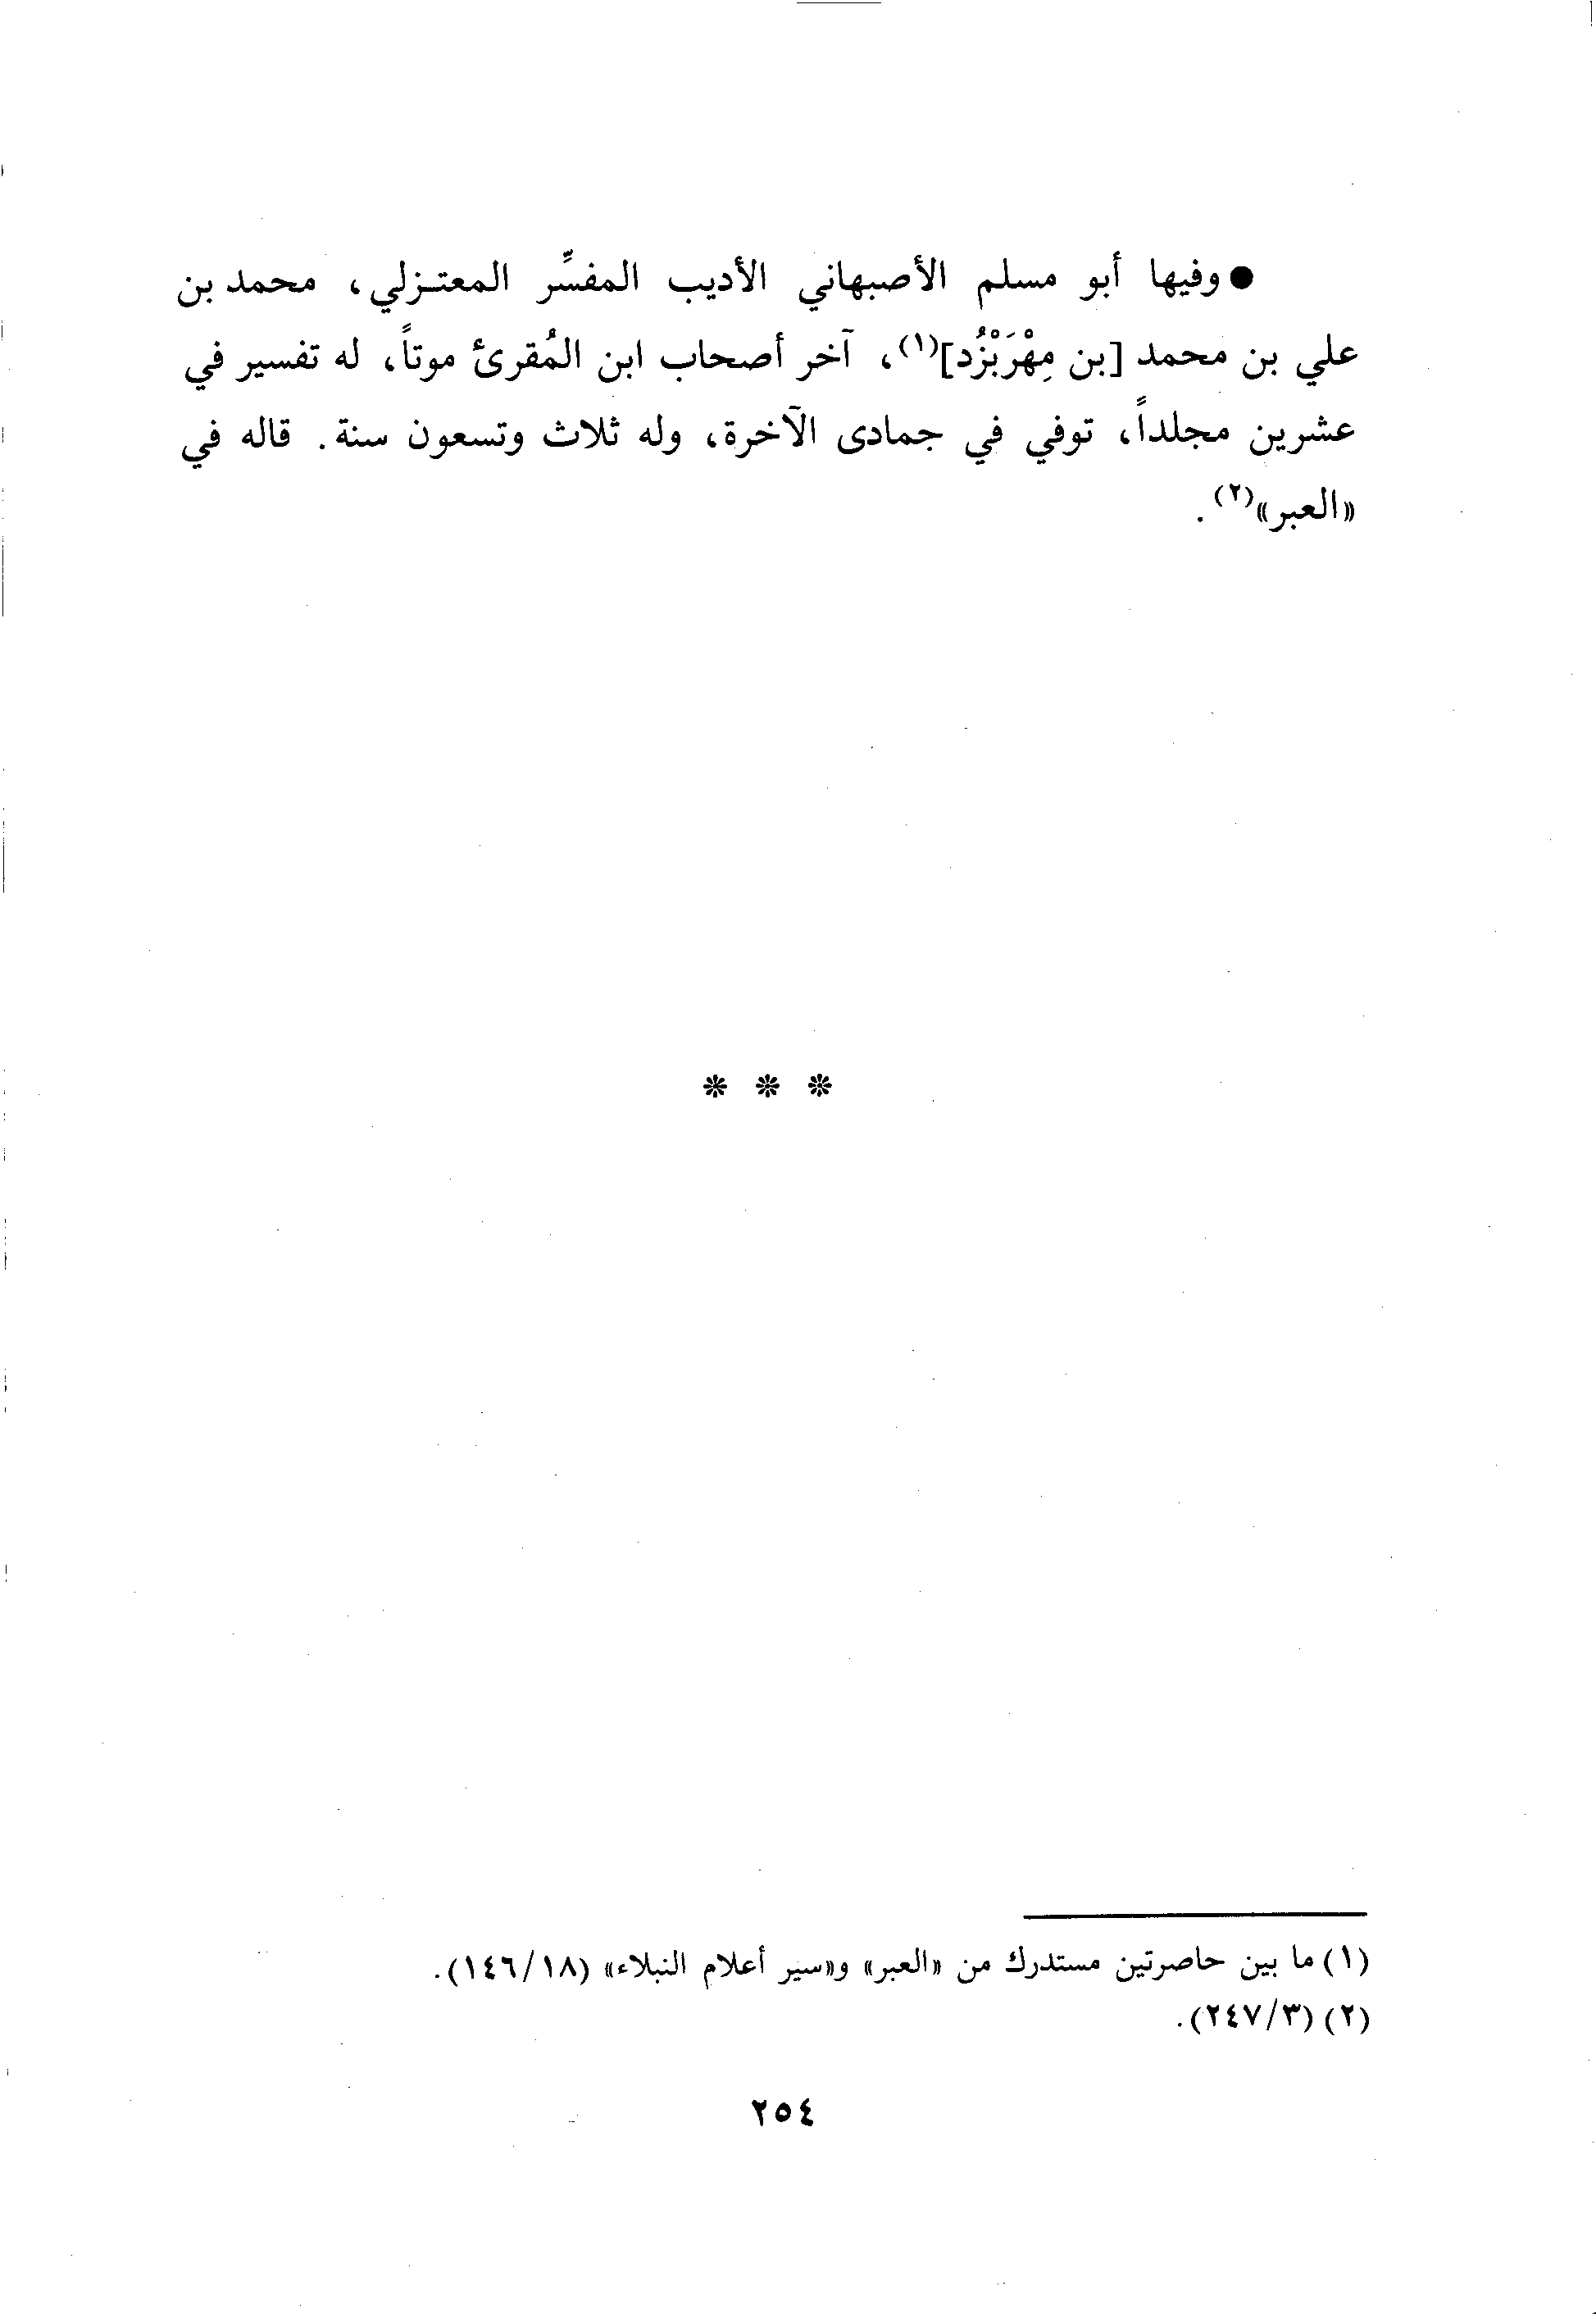 ● وفيها أبو مسلم الأصبهاني الأديب المفسِّر المعتـزلي، محمد بن
علي بن محمد [بن مِهْرَبْزُد](١)، آخر أصحاب ابن المُقرئ موتاً، له تفسير في
عشرين مجلداً، توفي في جمادى الآخرة، وله ثلاث وتسعون سنة. قاله في
«العبر»(٢).
* * *
(١) ما بين حاصرتين مستدرك من «العبر» و«سير أعلام النبلاء» (١٨/١٤٦).
(٢) (٣/٢٤٧).
٢٥٤